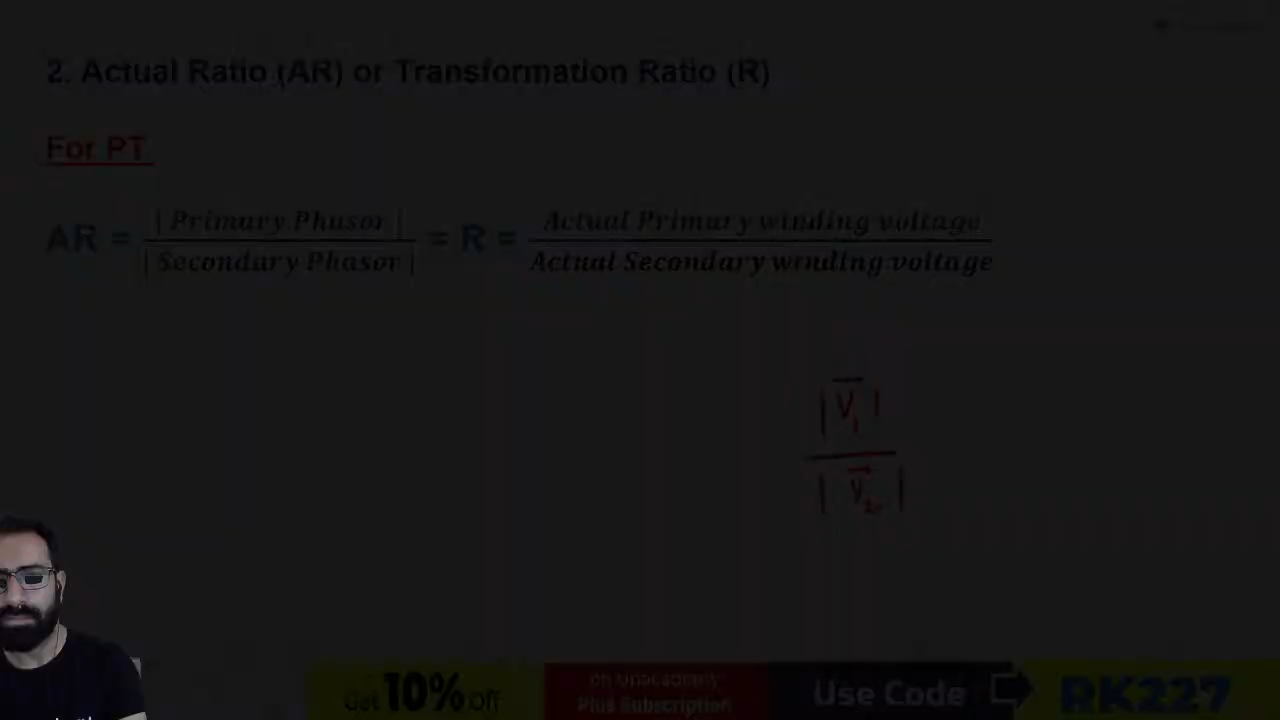 2. Actual Ratio (AR) or Transformation Ratio (R)
For PT
AR = | Primary Phasor | / | Secondary Phasor | = R = Actual Primary winding voltage / Actual Secondary winding voltage
|V₁|
|V₂|
Get 10% Off
on Unacademy
Plus Subscription
Use Code
RK227